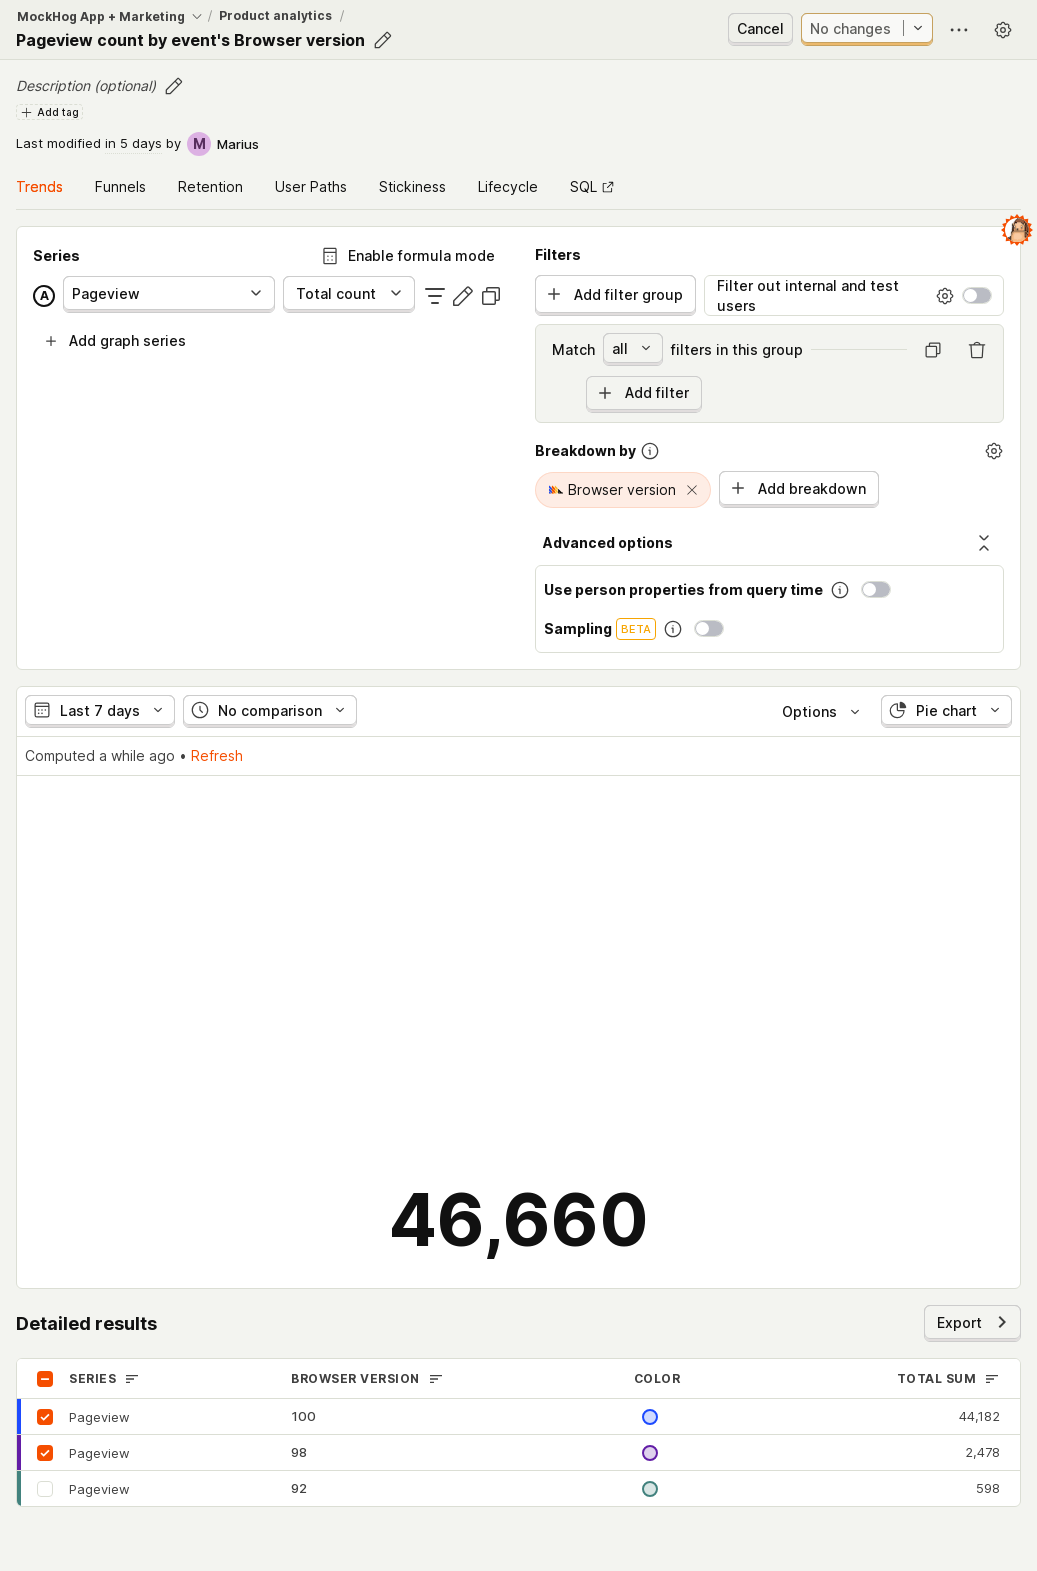 MockHog App + Marketing / Product analytics /
Pageview count by event's Browser version
Cancel
No changes
Description (optional)
Add tag
Last modified in 5 days by M Marius
Trends Funnels Retention User Paths Stickiness Lifecycle SQL
Series
Enable formula mode
A Pageview Total count
Add graph series
Filters
Add filter group
Filter out internal and test users
Match all filters in this group
Add filter
Breakdown by
Browser version
Add breakdown
Advanced options
Use person properties from query time
Sampling BETA
Last 7 days No comparison Options Pie chart
Computed a while ago • Refresh
46,660
Detailed results
Export
SERIES BROWSER VERSION COLOR TOTAL SUM
Pageview 100 44,182
Pageview 98 2,478
Pageview 92 598